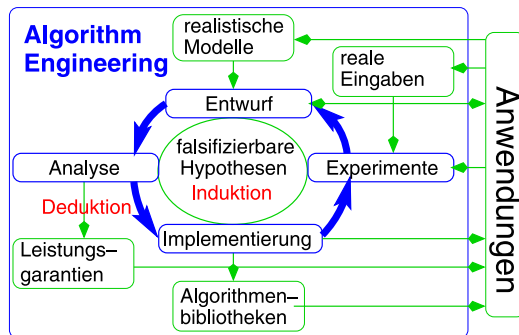 Algorithm
Engineering
realistische
Modelle
reale
Eingaben
Entwurf
falsifizierbare
Hypothesen
Induktion
Analyse
Experimente
Deduktion
Implementierung
Leistungs–
garantien
Algorithmen–
bibliotheken
Anwendungen